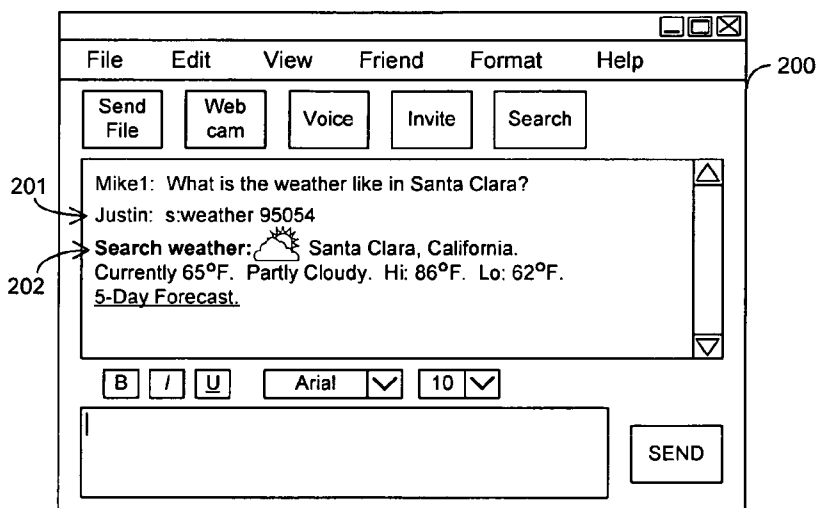 File Edit View Friend Format Help
200
Send File
Web cam
Voice
Invite
Search
201
Mike1: What is the weather like in Santa Clara?
Justin: s:weather 95054
202
Search weather: Santa Clara, California.
Currently 65°F. Partly Cloudy. Hi: 86°F. Lo: 62°F.
5-Day Forecast.
B I U Arial 10
SEND